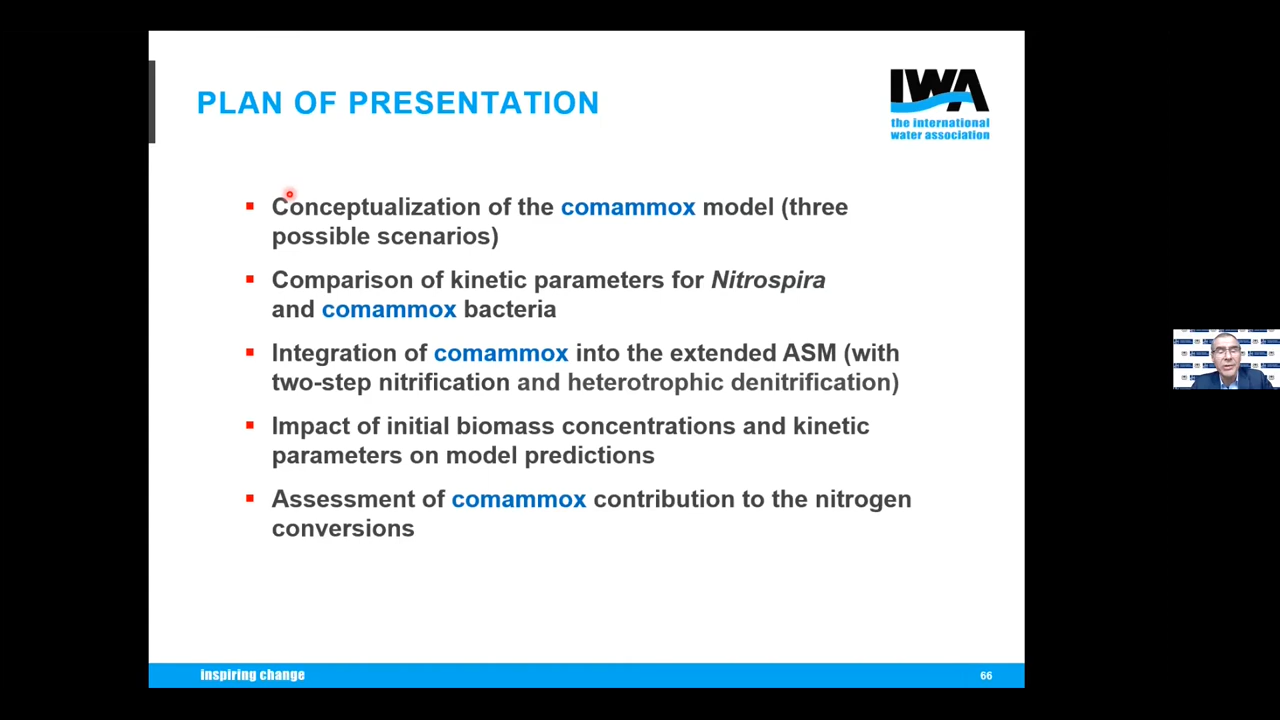 PLAN OF PRESENTATION
IWA
the international
water association
Conceptualization of the comammox model (three
possible scenarios)
Comparison of kinetic parameters for Nitrospira
and comammox bacteria
Integration of comammox into the extended ASM (with
two-step nitrification and heterotrophic denitrification)
Impact of initial biomass concentrations and kinetic
parameters on model predictions
Assessment of comammox contribution to the nitrogen
conversions
inspiring change
66